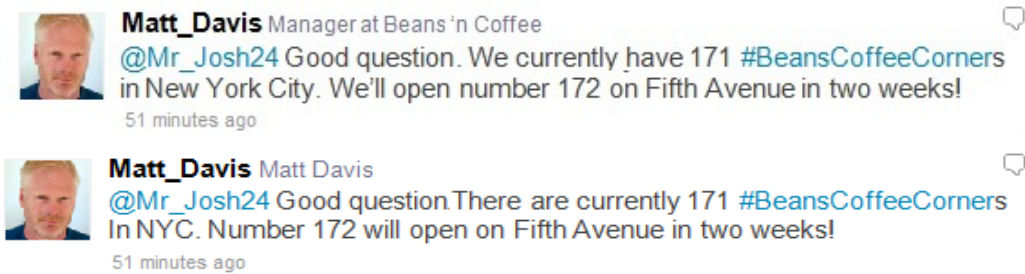 Matt_Davis Manager at Beans 'n Coffee
@Mr_Josh24 Good question. We currently have 171 #BeansCoffeeCorners
in New York City. We'll open number 172 on Fifth Avenue in two weeks!
51 minutes ago
Matt_Davis Matt Davis
@Mr_Josh24 Good question.There are currently 171 #BeansCoffeeCorners
In NYC. Number 172 will open on Fifth Avenue in two weeks!
51 minutes ago